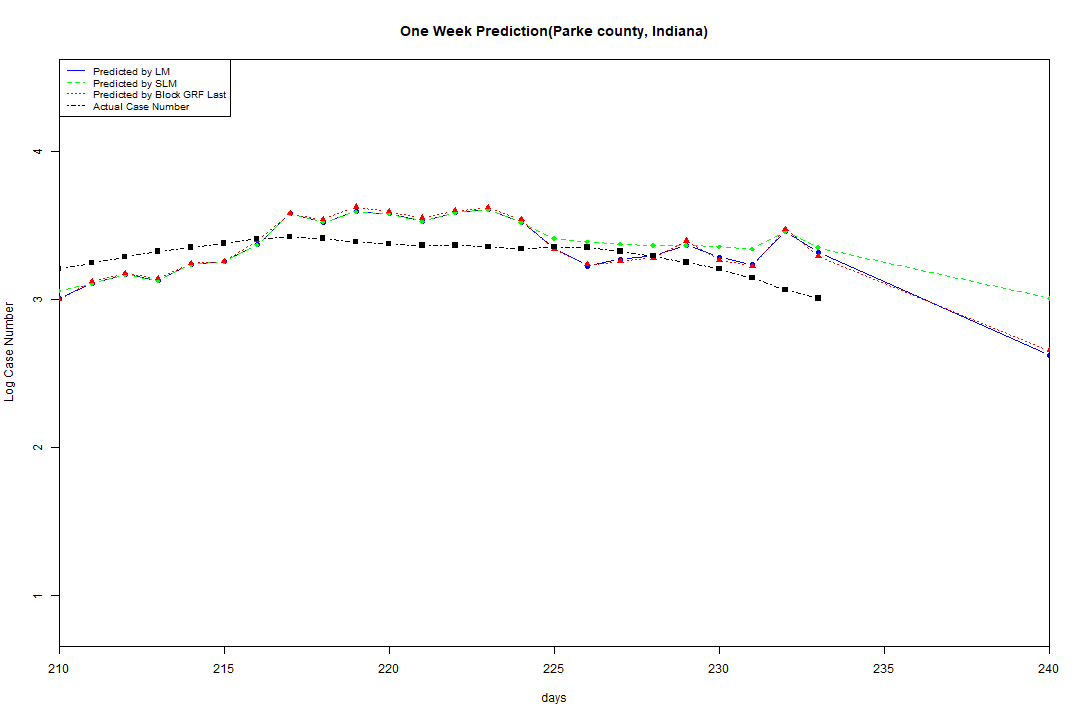 One Week Prediction(Parke county, Indiana)
Predicted by LM
Predicted by SLM
Predicted by Block GRF Last
Actual Case Number
4
3
2
1
Log Case Number
210 215 220 225 230 235 240
days